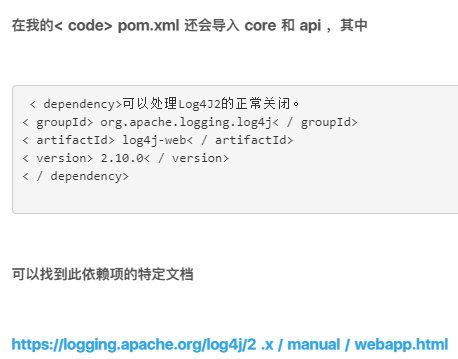 在我的< code> pom.xml 还会导入 core 和 api ，其中
< dependency>可以处理Log4J2的正常关闭。
< groupId> org.apache.logging.log4j< / groupId>
< artifactId> log4j-web< / artifactId>
< version> 2.10.0< / version>
< / dependency>
可以找到此依赖项的特定文档
https://logging.apache.org/log4j/2 .x / manual / webapp.html